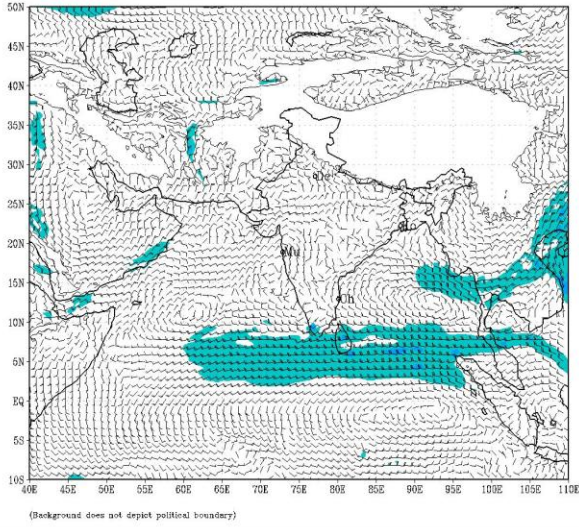 50N
45N
40N
35N
30N
25N
20N
15N
10N
5N
EQ
5S
10S
Mu
40E 45E 50E 55E 60E 65E 70E 75E 80E 85E 90E 95E 100E 105E 110E
(Background does not depict political boundary)